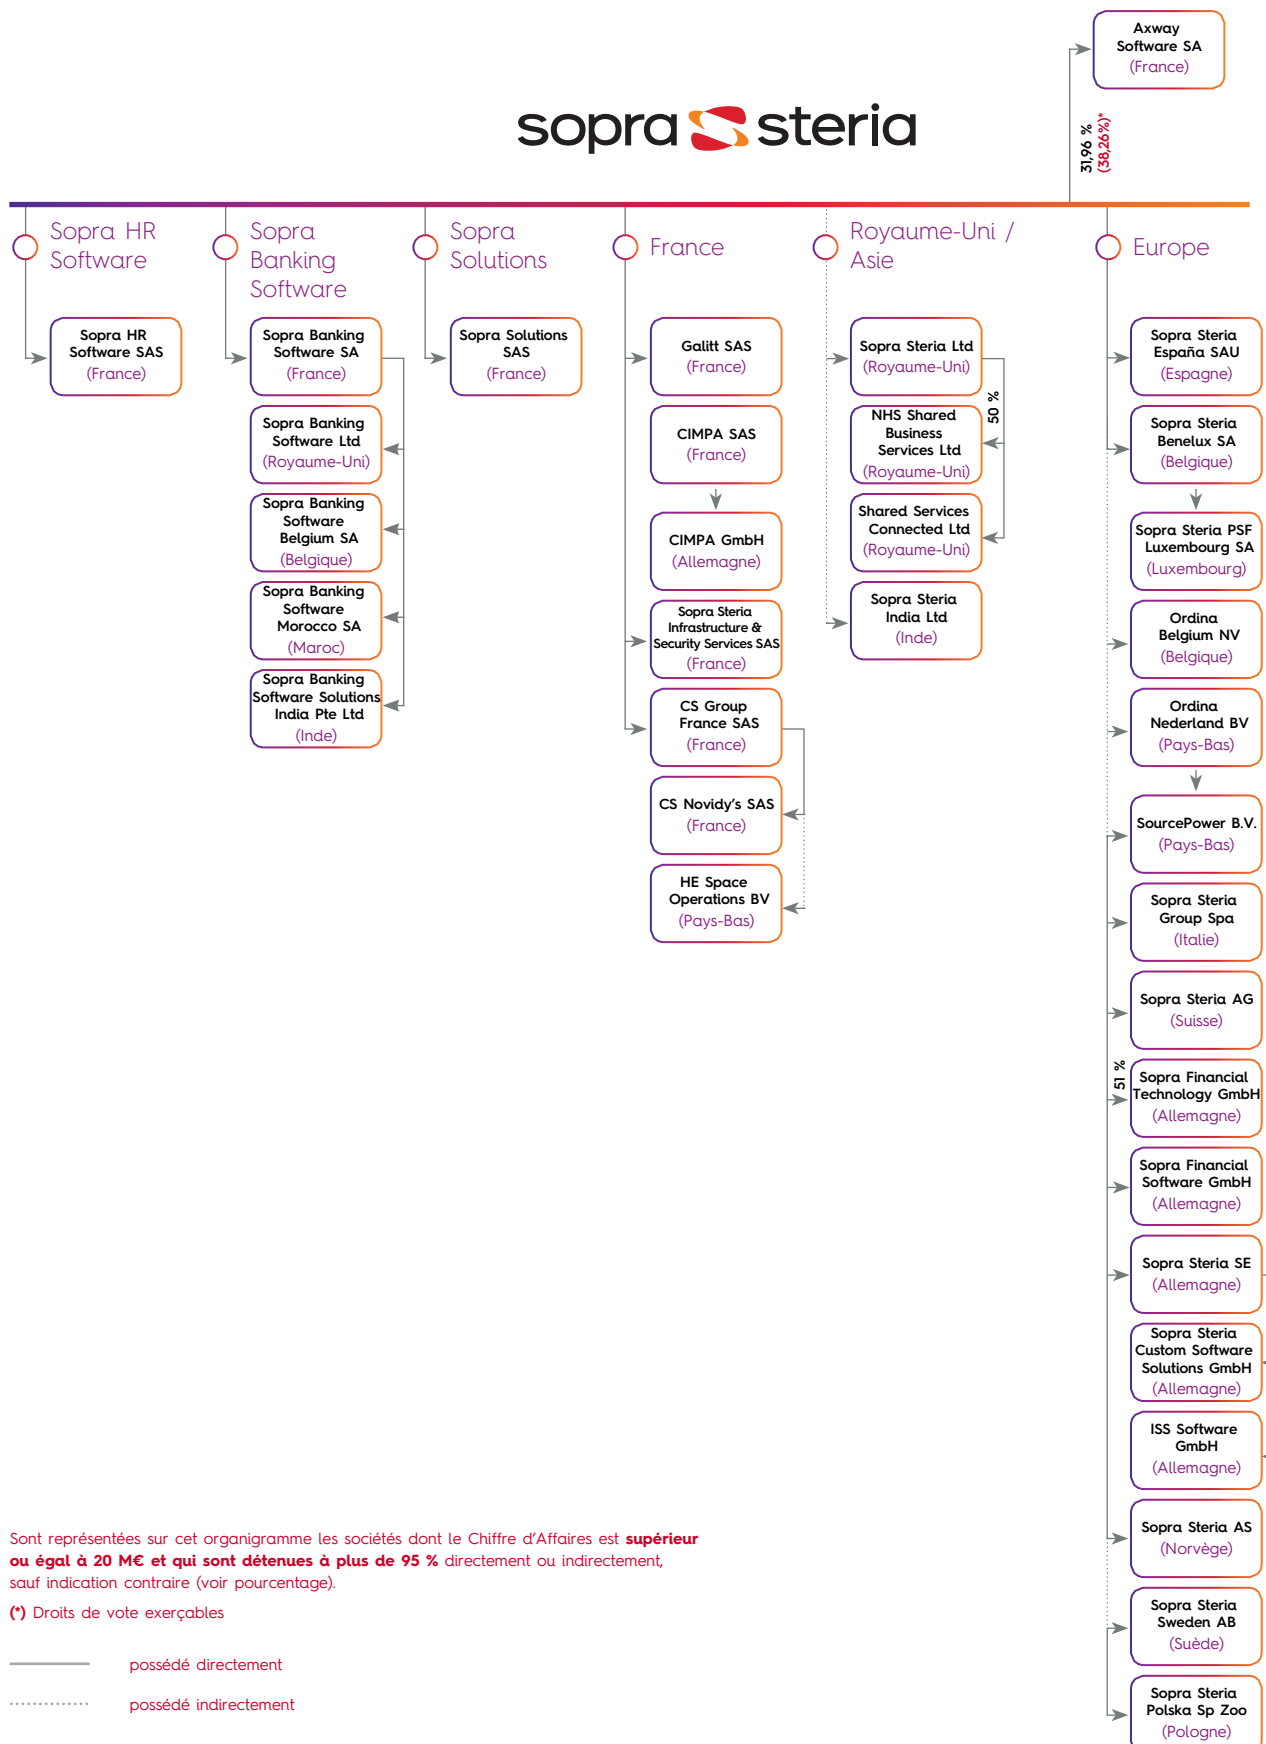 Axway
Software SA
(France)
sopra steria
31,96 %
(38,26%)*
Sopra HR
Software
Sopra
Banking
Software
Sopra
Solutions
France
Royaume-Uni /
Asie
Europe
Sopra HR
Software SAS
(France)
Sopra Banking
Software SA
(France)
Sopra Banking
Software Ltd
(Royaume-Uni)
Sopra Banking
Software
Belgium SA
(Belgique)
Sopra Banking
Software
Morocco SA
(Maroc)
Sopra Banking
Software Solutions
India Pte Ltd
(Inde)
Sopra Solutions
SAS
(France)
Galitt SAS
(France)
CIMPA SAS
(France)
CIMPA GmbH
(Allemagne)
Sopra Steria
Infrastructure &
Security Services SAS
(France)
CS Group
France SAS
(France)
CS Novidy's SAS
(France)
HE Space
Operations BV
(Pays-Bas)
Sopra Steria Ltd
(Royaume-Uni)
50 %
NHS Shared
Business
Services Ltd
(Royaume-Uni)
Shared Services
Connected Ltd
(Royaume-Uni)
Sopra Steria
India Ltd
(Inde)
Sopra Steria
España SAU
(Espagne)
Sopra Steria
Benelux SA
(Belgique)
Sopra Steria PSF
Luxembourg SA
(Luxembourg)
Ordina
Belgium NV
(Belgique)
Ordina
Nederland BV
(Pays-Bas)
SourcePower B.V.
(Pays-Bas)
Sopra Steria
Group Spa
(Italie)
Sopra Steria AG
(Suisse)
51 %
Sopra Financial
Technology GmbH
(Allemagne)
Sopra Financial
Software GmbH
(Allemagne)
Sopra Steria SE
(Allemagne)
Sopra Steria
Custom Software
Solutions GmbH
(Allemagne)
ISS Software
GmbH
(Allemagne)
Sopra Steria AS
(Norvège)
Sopra Steria
Sweden AB
(Suède)
Sopra Steria
Polska Sp Zoo
(Pologne)
Sont représentées sur cet organigramme les sociétés dont le Chiffre d'Affaires est supérieur
ou égal à 20 M€ et qui sont détenues à plus de 95 % directement ou indirectement,
sauf indication contraire (voir pourcentage).
(*) Droits de vote exerçables
possédé directement
possédé indirectement